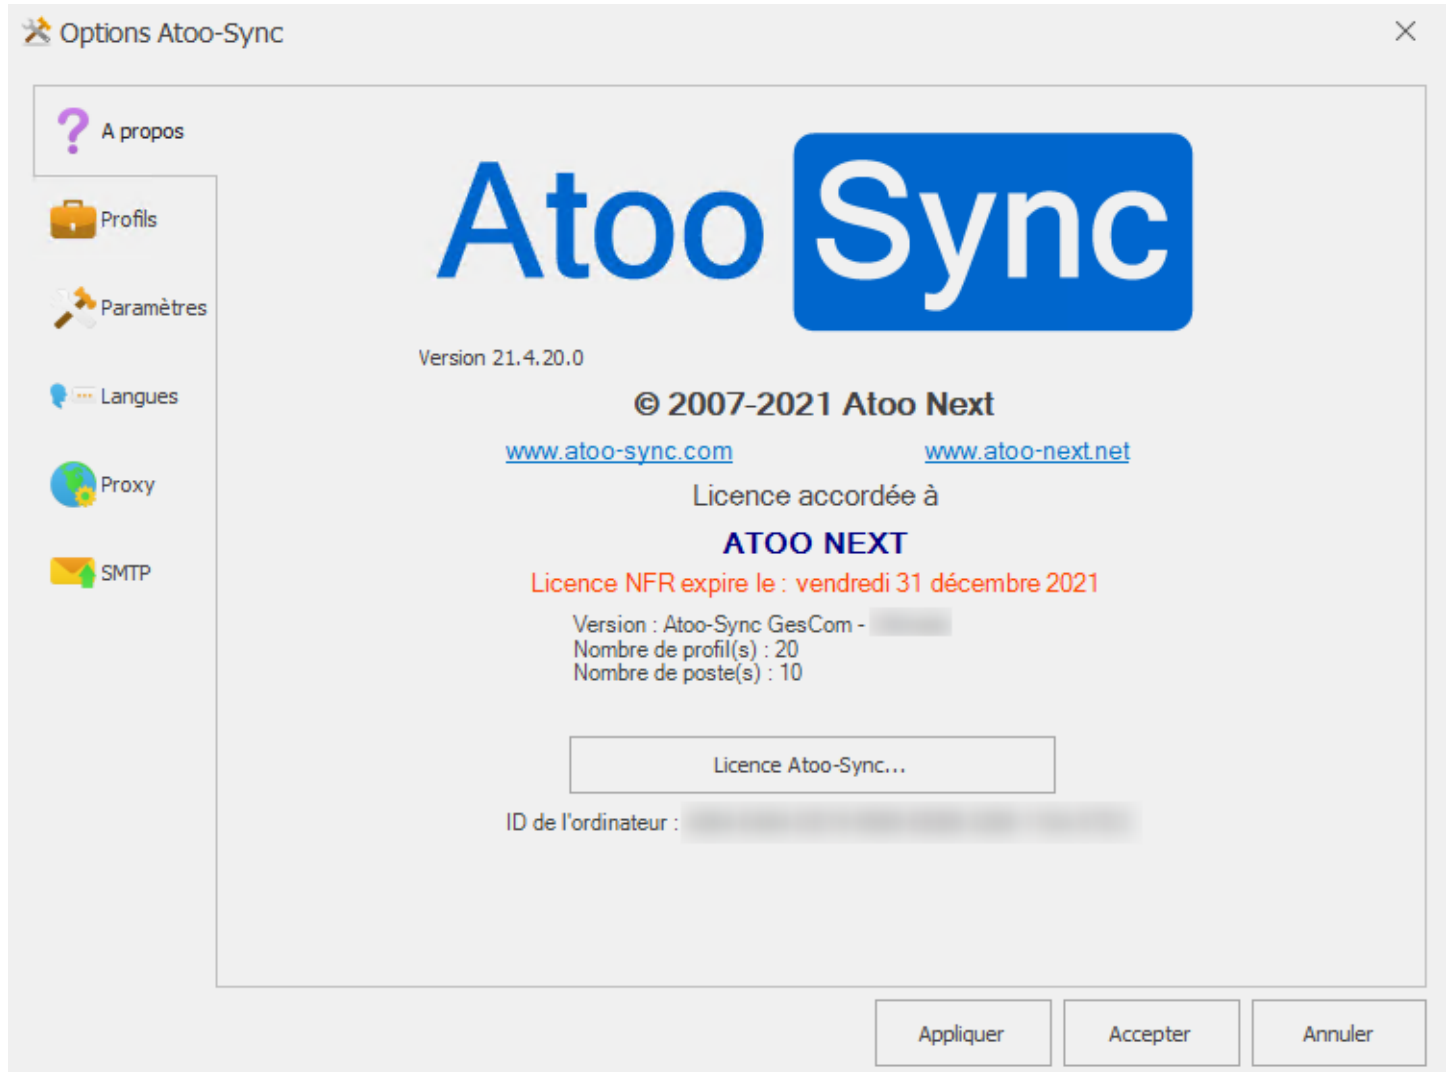 Options Atoo-Sync
A propos
Profils
Paramètres
Langues
Proxy
SMTP
Atoo Sync
Version 21.4.20.0
© 2007-2021 Atoo Next
www.atoo-sync.com www.atoo-next.net
Licence accordée à
ATOO NEXT
Licence NFR expire le : vendredi 31 décembre 2021
Version : Atoo-Sync GesCom -
Nombre de profil(s) : 20
Nombre de poste(s) : 10
Licence Atoo-Sync...
ID de l'ordinateur :
Appliquer Accepter Annuler